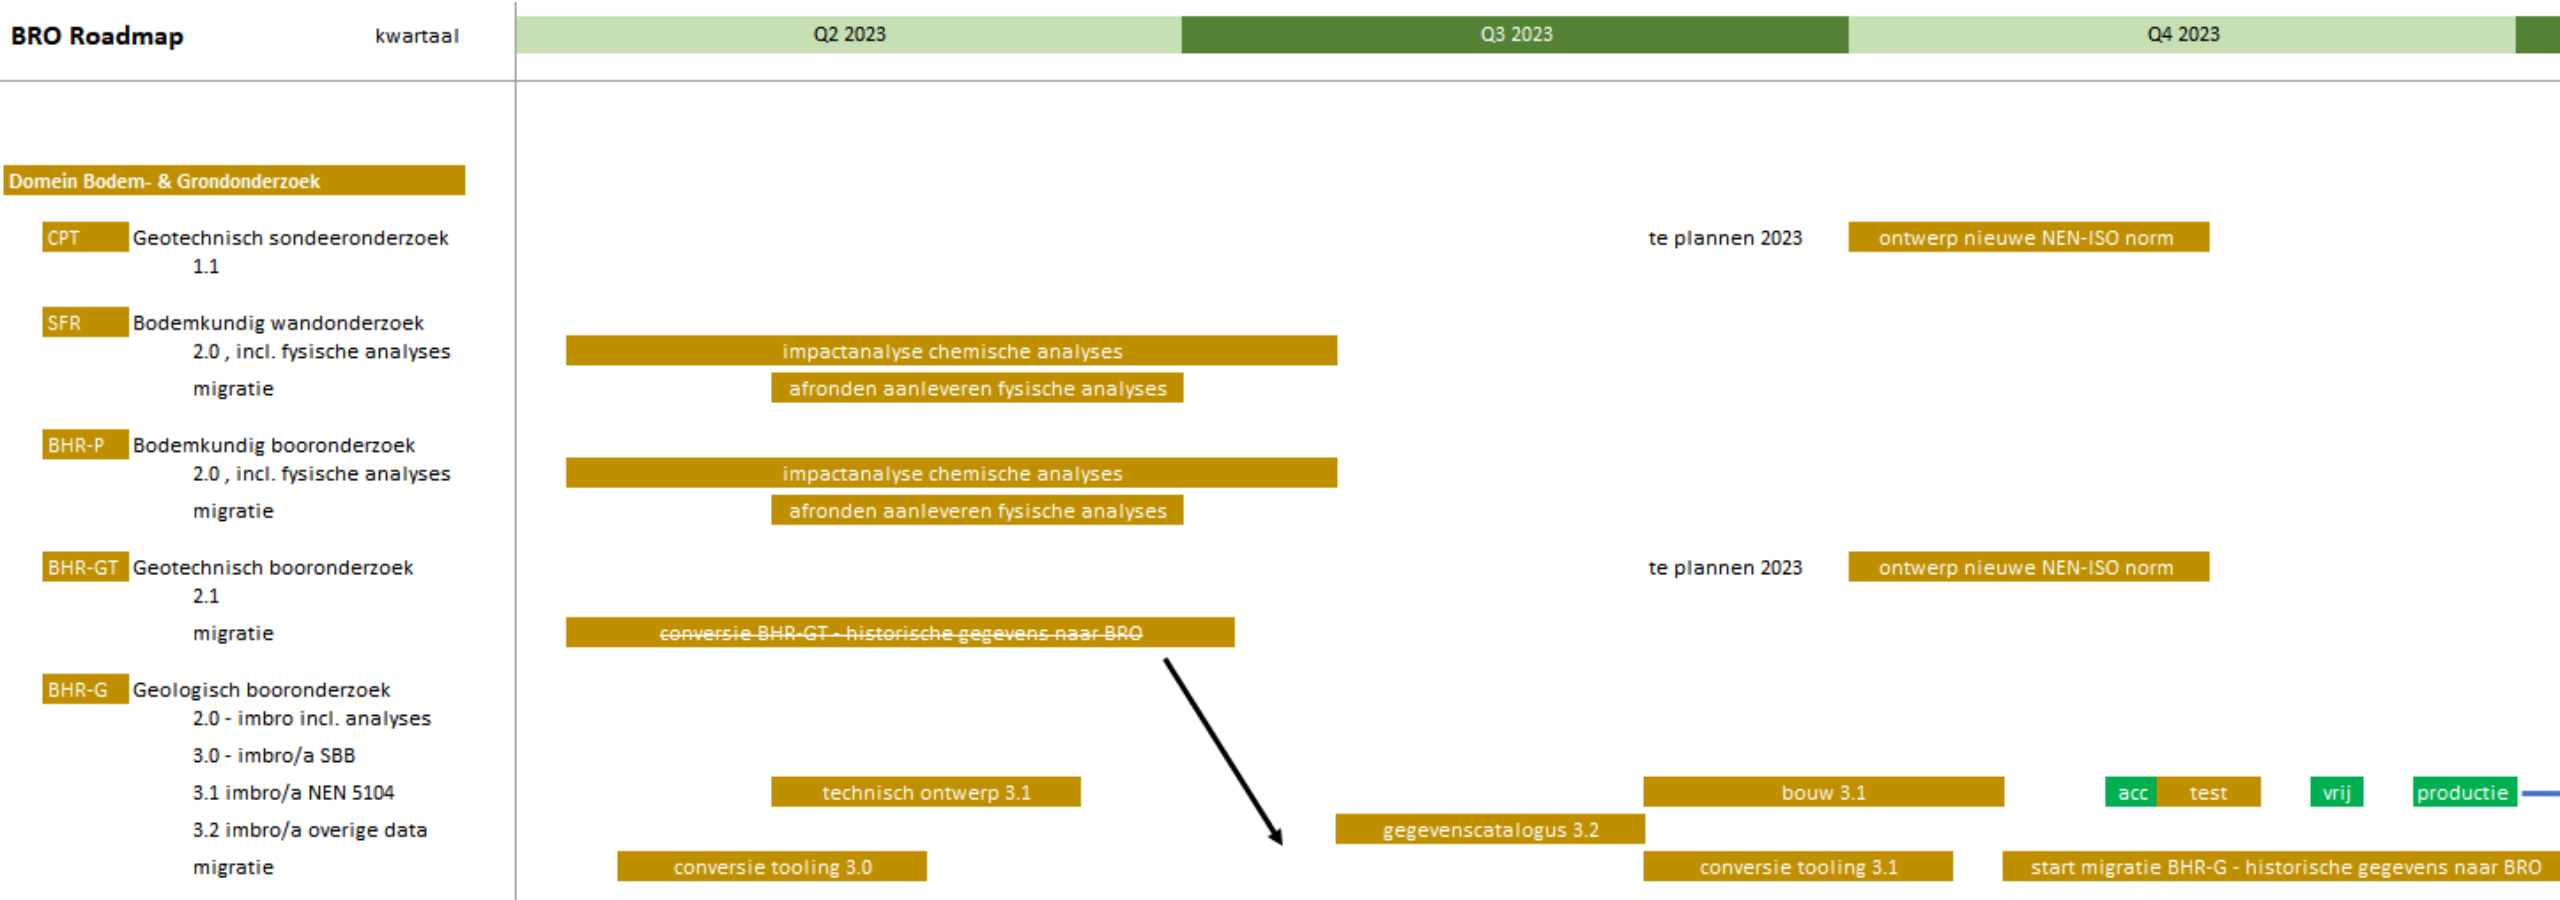 BRO Roadmap kwartaal Q2 2023 Q3 2023 Q4 2023
Domein Bodem- & Grondonderzoek
CPT Geotechnisch sondeeronderzoek te plannen 2023 ontwerp nieuwe NEN-ISO norm
1.1
SFR Bodemkundig wandonderzoek
2.0 , incl. fysische analyses impactanalyse chemische analyses
migratie afronden aanleveren fysische analyses
BHR-P Bodemkundig booronderzoek
2.0 , incl. fysische analyses impactanalyse chemische analyses
migratie afronden aanleveren fysische analyses
BHR-GT Geotechnisch booronderzoek te plannen 2023 ontwerp nieuwe NEN-ISO norm
2.1
migratie conversie BHR-GT - historische gegevens naar BRO
BHR-G Geologisch booronderzoek
2.0 - imbro incl. analyses
3.0 - imbro/a SBB
3.1 imbro/a NEN 5104 technisch ontwerp 3.1 bouw 3.1 acc test vrij productie
3.2 imbro/a overige data gegevenscatalogus 3.2
migratie conversie tooling 3.0 conversie tooling 3.1 start migratie BHR-G - historische gegevens naar BRO